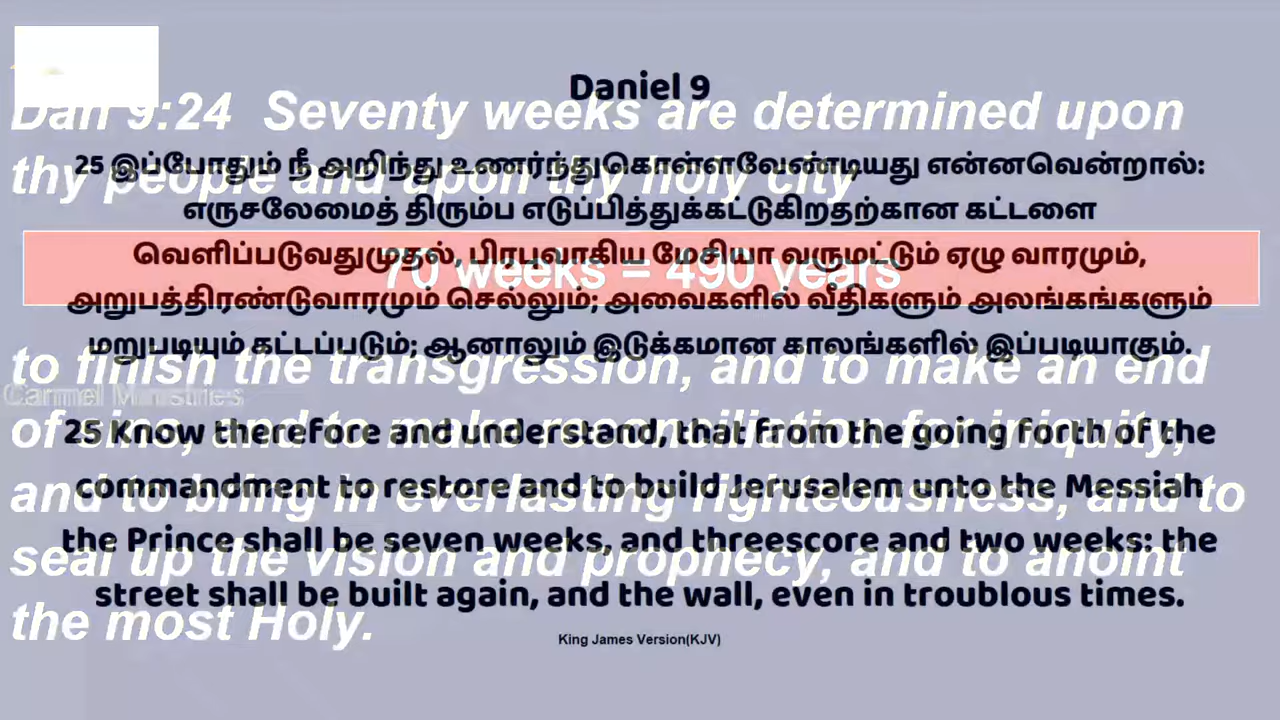 Daniel 9
Dan 9:24 Seventy weeks are determined upon
thy people and upon thy holy city
25 இப்போதும் நீ அறிந்து உணர்ந்துகொள்ளவேண்டியது என்னவென்றால்:
எருசலேமைத் திரும்ப எடுப்பித்துக்கட்டுகிறதற்கான கட்டளை
வெளிப்படுவதுமுதல், பிரபுவாகிய மேசியா வருமட்டும் ஏழு வாரமும்,
70 weeks = 490 years
அறுபத்திரண்டுவாரமும் செல்லும்; அவைகளில் வீதிகளும் அலங்கங்களும்
மறுபடியும் கட்டப்படும்; ஆனாலும் இடுக்கமான காலங்களில் இப்படியாகும்.
to finish the transgression, and to make an end
of sins, and to make reconciliation for iniquity,
and to bring in everlasting righteousness, and to
seal up the vision and prophecy, and to anoint
the most Holy.
Carmel Ministries
25 Know therefore and understand, that from the going forth of the
commandment to restore and to build Jerusalem unto the Messiah
the Prince shall be seven weeks, and threescore and two weeks: the
street shall be built again, and the wall, even in troublous times.
King James Version(KJV)